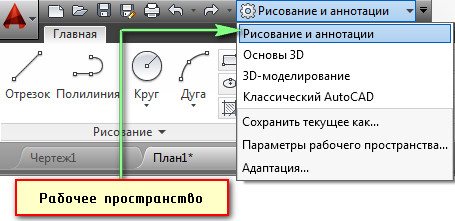 Рисование и аннотации
Главная
Рисование и аннотации
Основы 3D
3D-моделирование
Классический AutoCAD
Сохранить текущее как...
Параметры рабочего пространства...
Адаптация...
Отрезок Полилиния Круг Дуга
Рисование
Чертеж1 План1*
Рабочее пространство